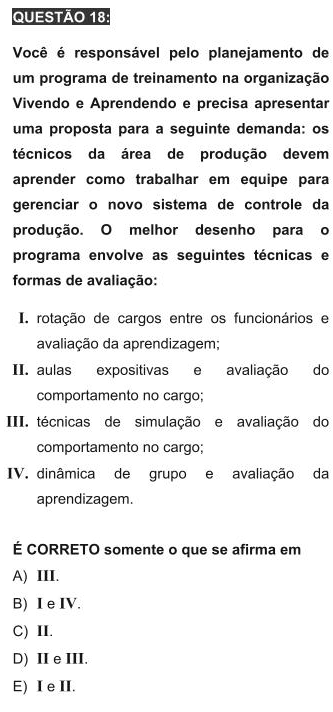 QUESTÃO 18:
Você é responsável pelo planejamento de
um programa de treinamento na organização
Vivendo e Aprendendo e precisa apresentar
uma proposta para a seguinte demanda: os
técnicos da área de produção devem
aprender como trabalhar em equipe para
gerenciar o novo sistema de controle da
produção. O melhor desenho para o
programa envolve as seguintes técnicas e
formas de avaliação:
I. rotação de cargos entre os funcionários e
avaliação da aprendizagem;
II. aulas expositivas e avaliação do
comportamento no cargo;
III. técnicas de simulação e avaliação do
comportamento no cargo;
IV. dinâmica de grupo e avaliação da
aprendizagem.
É CORRETO somente o que se afirma em
A) III.
B) I e IV.
C) II.
D) II e III.
E) I e II.